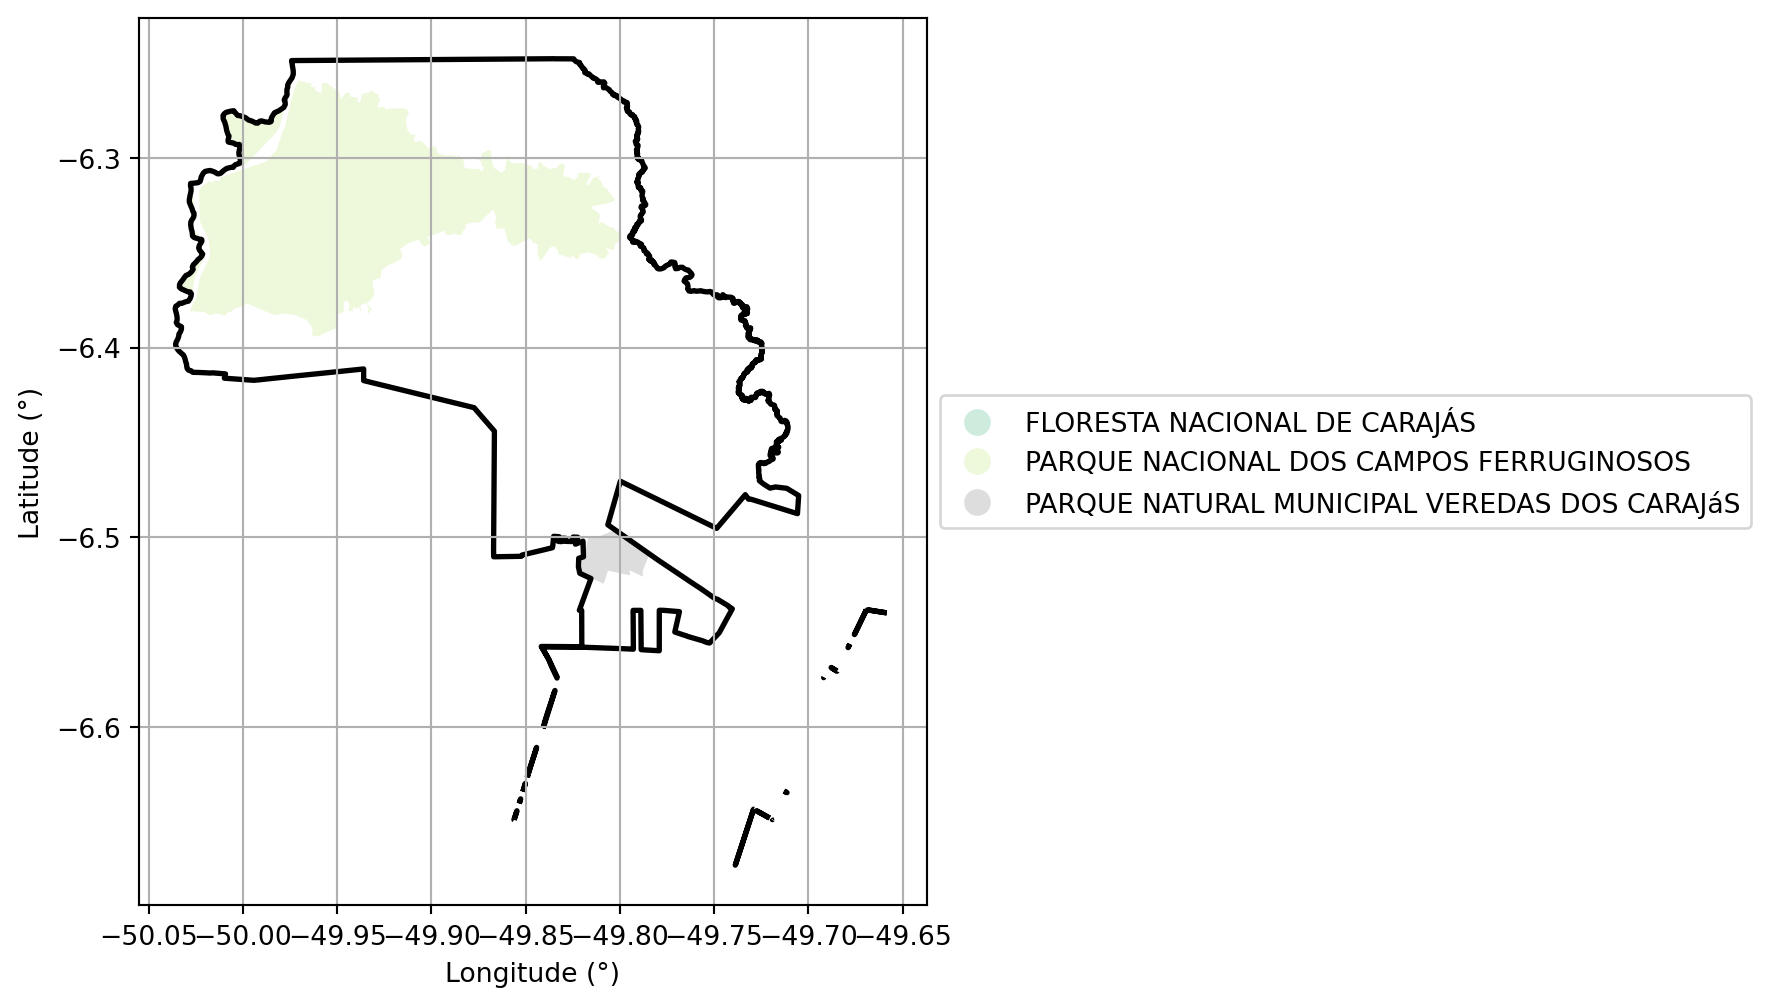 −6.3
−6.4
−6.5
−6.6
Latitude (°)
−50.05−50.00−49.95−49.90−49.85−49.80−49.75−49.70−49.65
Longitude (°)
FLORESTA NACIONAL DE CARAJÁS
PARQUE NACIONAL DOS CAMPOS FERRUGINOSOS
PARQUE NATURAL MUNICIPAL VEREDAS DOS CARAJáS